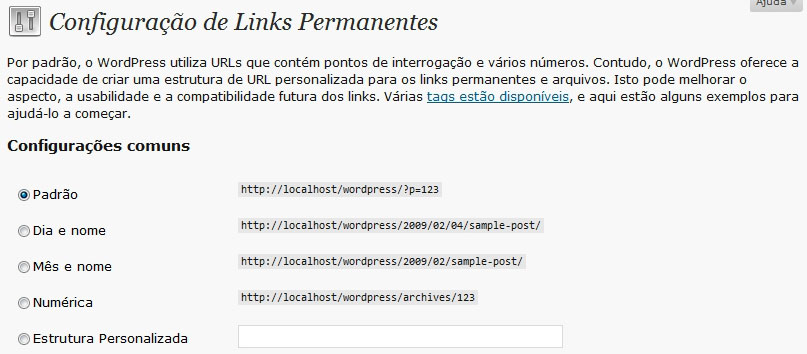 Ajuda
Configuração de Links Permanentes
Por padrão, o WordPress utiliza URLs que contém pontos de interrogação e vários números. Contudo, o WordPress oferece a
capacidade de criar uma estrutura de URL personalizada para os links permanentes e arquivos. Isto pode melhorar o
aspecto, a usabilidade e a compatibilidade futura dos links. Várias tags estão disponíveis, e aqui estão alguns exemplos para
ajudá-lo a começar.
Configurações comuns
Padrão http://localhost/wordpress/?p=123
Dia e nome http://localhost/wordpress/2009/02/04/sample-post/
Mês e nome http://localhost/wordpress/2009/02/sample-post/
Numérica http://localhost/wordpress/archives/123
Estrutura Personalizada